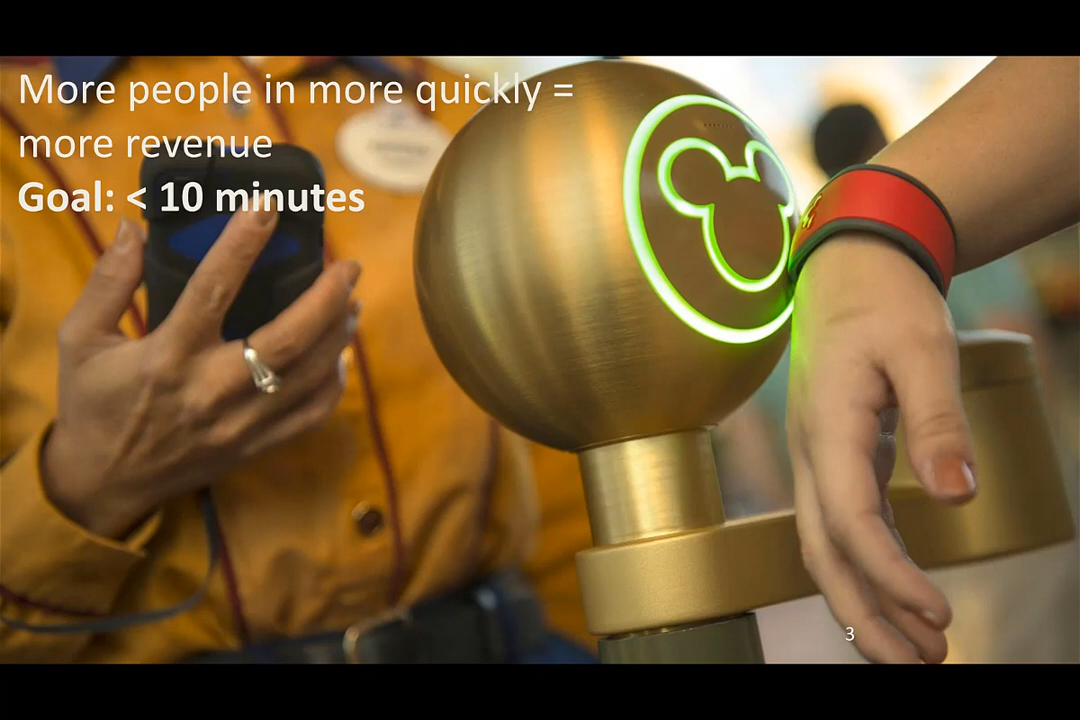 More people in more quickly =
more revenue
Goal: < 10 minutes
3